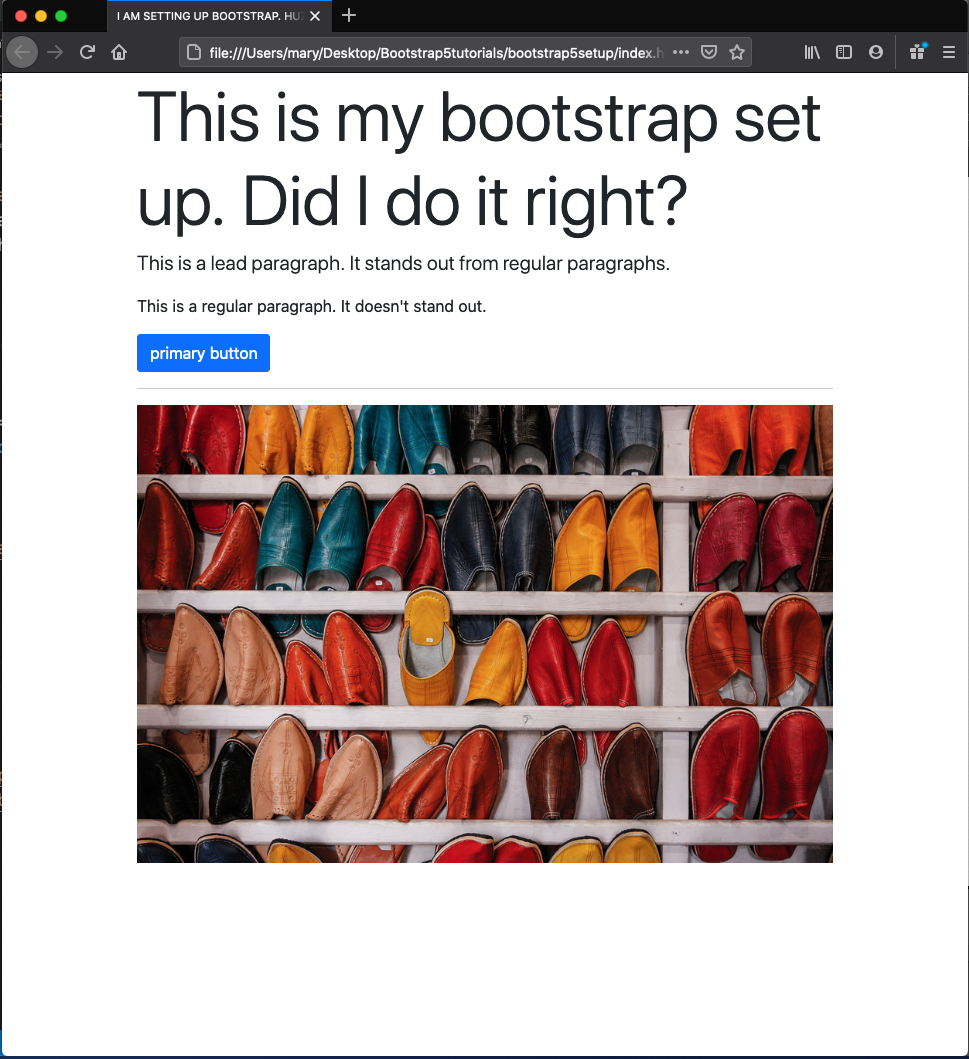 I AM SETTING UP BOOTSTRAP. HUZ
file:///Users/mary/Desktop/Bootstrap5tutorials/bootstrap5setup/index.h
This is my bootstrap set
up. Did I do it right?
This is a lead paragraph. It stands out from regular paragraphs.
This is a regular paragraph. It doesn't stand out.
primary button